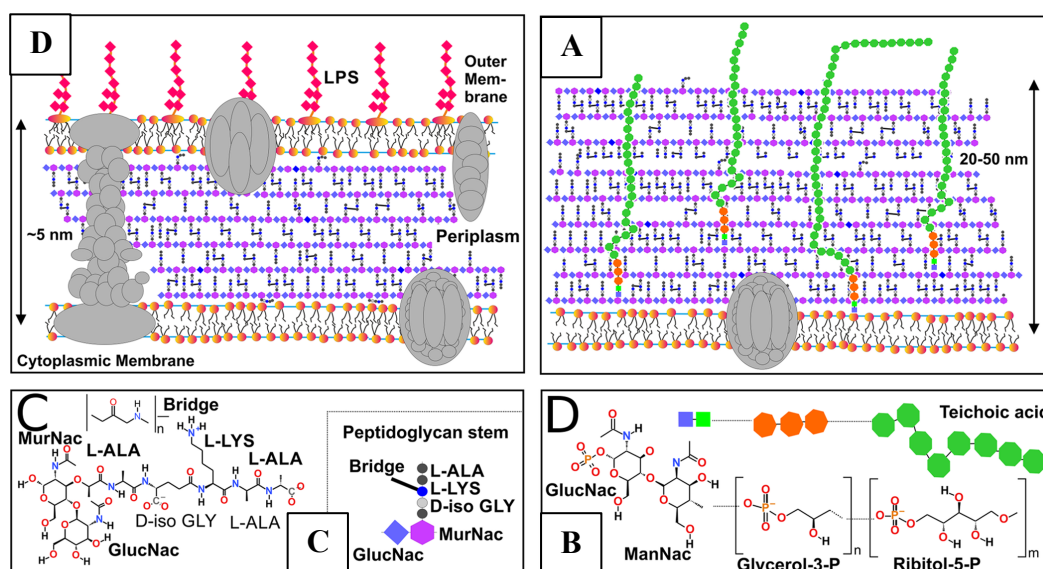 D
LPS
Outer
Mem-
brane
~5 nm
Periplasm
Cytoplasmic Membrane
A
20-50 nm
C
Bridge
n
MurNac
L-ALA
L-LYS
L-ALA
D-iso GLY
L-ALA
GlucNac
H
N
O
Peptidoglycan stem
Bridge
L-ALA
L-LYS
D-iso GLY
MurNac
GlucNac
C
D
Teichoic acid
GlucNac
ManNac
Glycerol-3-P
n
Ribitol-5-P
m
B